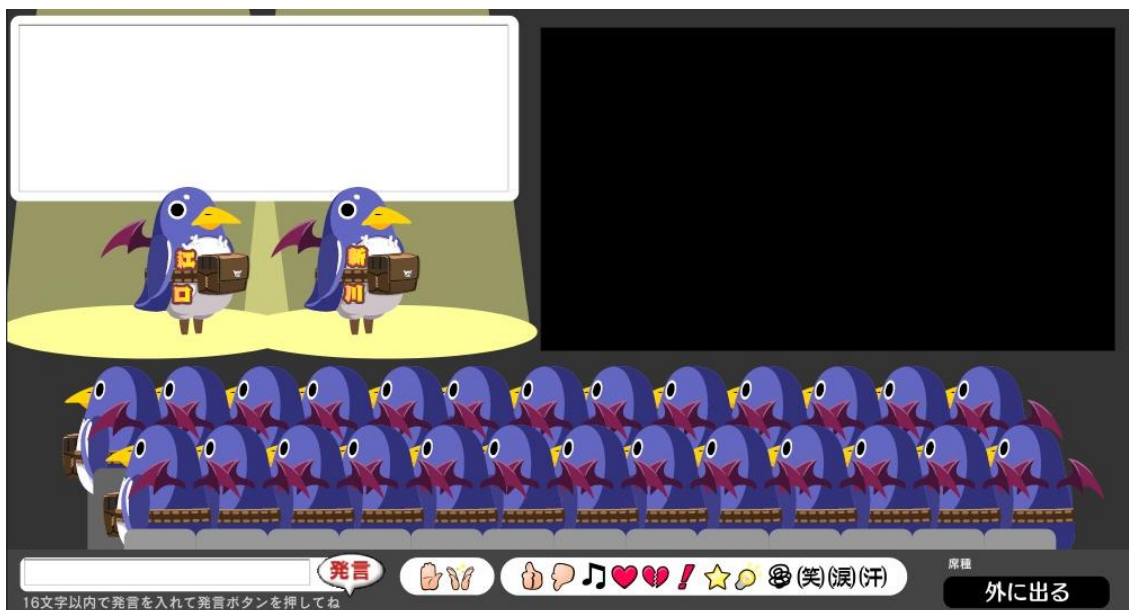 江口
新川
発言
(笑)(涙)(汗)
席種
外に出る
16文字以内で発言を入れて発言ボタンを押してね